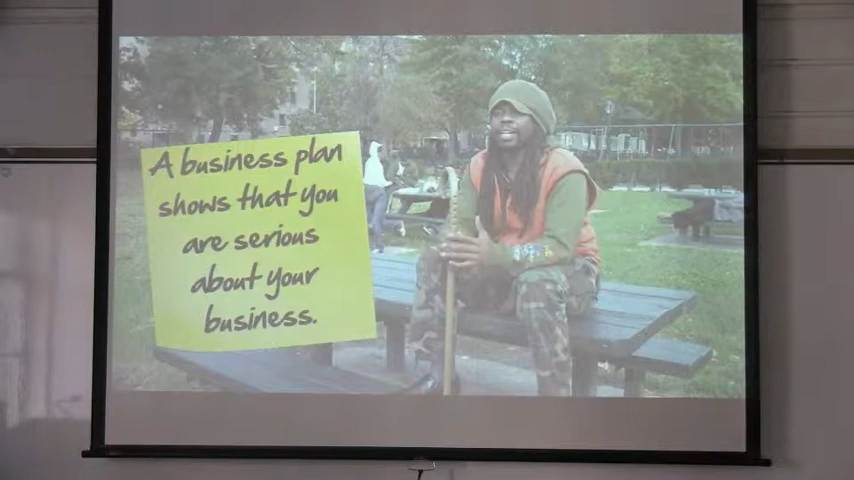 A business plan
shows that you
are serious
about your
business.